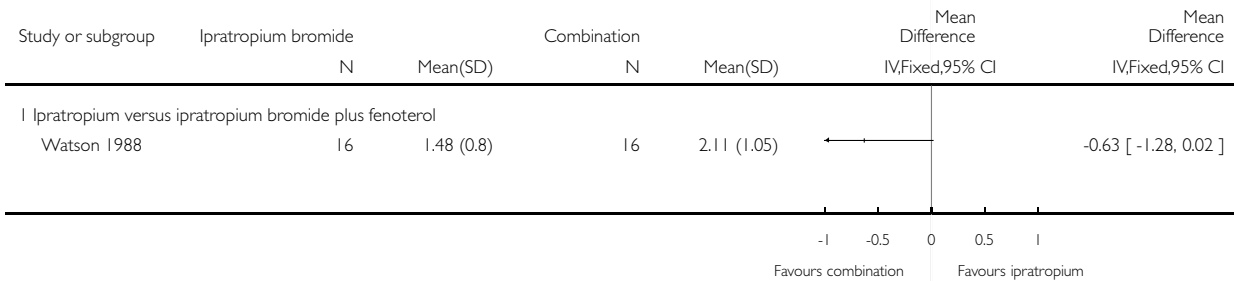 Study or subgroup Ipratropium bromide Combination Mean Difference Mean Difference
N Mean(SD) N Mean(SD) IV,Fixed,95% CI IV,Fixed,95% CI
1 Ipratropium versus ipratropium bromide plus fenoterol
Watson 1988 16 1.48 (0.8) 16 2.11 (1.05) -0.63 [ -1.28, 0.02 ]
-1 -0.5 0 0.5 1
Favours combination Favours ipratropium